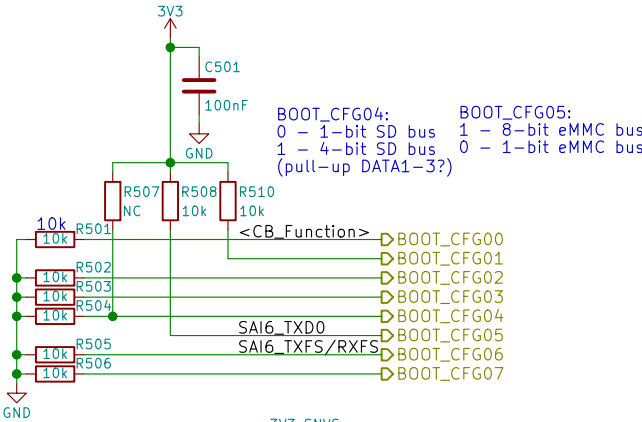 3V3
C501
100nF
GND
BOOT_CFG04:
0 - 1-bit SD bus
1 - 4-bit SD bus
(pull-up DATA1-3?)
BOOT_CFG05:
1 - 8-bit eMMC bus
0 - 1-bit eMMC bus
R507
NC
R508
10k
R510
10k
10k
R501
10k
<CB_Function>
BOOT_CFG00
BOOT_CFG01
R502
10k
BOOT_CFG02
R503
10k
BOOT_CFG03
R504
10k
BOOT_CFG04
SAI6_TXD0
BOOT_CFG05
R505
10k
SAI6_TXFS/RXFS
BOOT_CFG06
R506
10k
BOOT_CFG07
GND